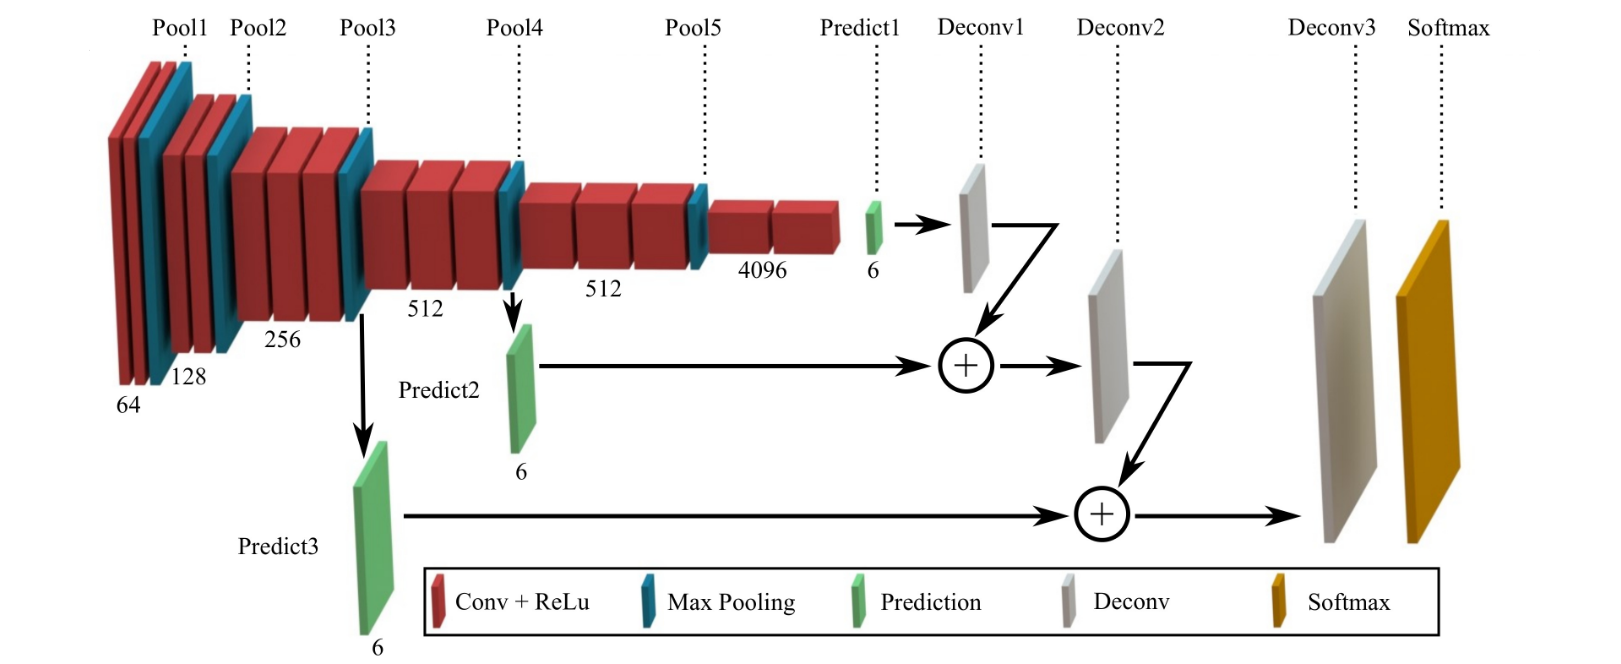 Pool1 Pool2 Pool3 Pool4 Pool5 Predict1 Deconv1 Deconv2 Deconv3 Softmax
64
128
256
512
512
4096
6
Predict2
6
Predict3
6
Conv + ReLu Max Pooling Prediction Deconv Softmax